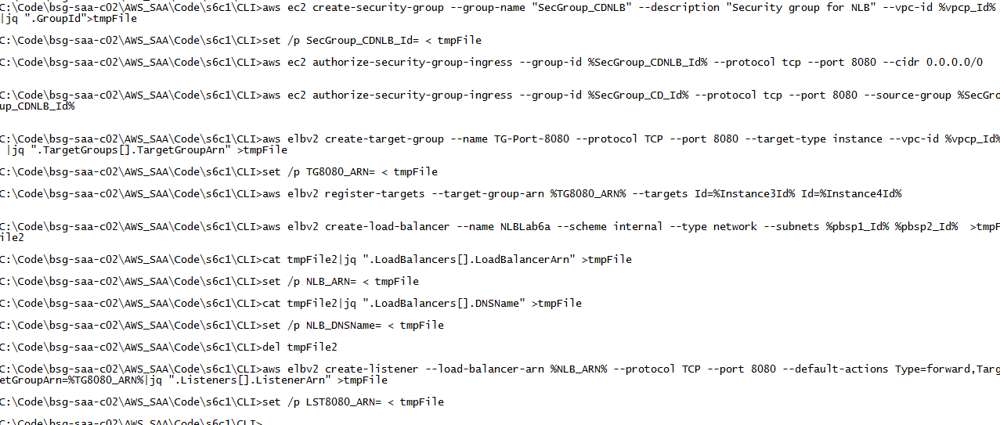 C:\Code\bsg-saa-c02\AWS_SAA\Code\s6c1\CLI>aws ec2 create-security-group --group-name "SecGroup_CDNLB" --description "Security group for NLB" --vpc-id %vpcp_Id%
|jq ".GroupId">tmpFile
C:\Code\bsg-saa-c02\AWS_SAA\Code\s6c1\CLI>set /p SecGroup_CDNLB_Id= < tmpFile
C:\Code\bsg-saa-c02\AWS_SAA\Code\s6c1\CLI>aws ec2 authorize-security-group-ingress --group-id %SecGroup_CDNLB_Id% --protocol tcp --port 8080 --cidr 0.0.0.0/0
C:\Code\bsg-saa-c02\AWS_SAA\Code\s6c1\CLI>aws ec2 authorize-security-group-ingress --group-id %SecGroup_CD_Id% --protocol tcp --port 8080 --source-group %SecGro
up_CDNLB_Id%
C:\Code\bsg-saa-c02\AWS_SAA\Code\s6c1\CLI>aws elbv2 create-target-group --name TG-Port-8080 --protocol TCP --port 8080 --target-type instance --vpc-id %vpcp_Id%
|jq ".TargetGroups[].TargetGroupArn" >tmpFile
C:\Code\bsg-saa-c02\AWS_SAA\Code\s6c1\CLI>set /p TG8080_ARN= < tmpFile
C:\Code\bsg-saa-c02\AWS_SAA\Code\s6c1\CLI>aws elbv2 register-targets --target-group-arn %TG8080_ARN% --targets Id=%Instance3Id% Id=%Instance4Id%
C:\Code\bsg-saa-c02\AWS_SAA\Code\s6c1\CLI>aws elbv2 create-load-balancer --name NLBLab6a --scheme internal --type network --subnets %pbsp1_Id% %pbsp2_Id%  >tmpF
ile2
C:\Code\bsg-saa-c02\AWS_SAA\Code\s6c1\CLI>cat tmpFile2|jq ".LoadBalancers[].LoadBalancerArn" >tmpFile
C:\Code\bsg-saa-c02\AWS_SAA\Code\s6c1\CLI>set /p NLB_ARN= < tmpFile
C:\Code\bsg-saa-c02\AWS_SAA\Code\s6c1\CLI>cat tmpFile2|jq ".LoadBalancers[].DNSName" >tmpFile
C:\Code\bsg-saa-c02\AWS_SAA\Code\s6c1\CLI>set /p NLB_DNSName= < tmpFile
C:\Code\bsg-saa-c02\AWS_SAA\Code\s6c1\CLI>del tmpFile2
C:\Code\bsg-saa-c02\AWS_SAA\Code\s6c1\CLI>aws elbv2 create-listener --load-balancer-arn %NLB_ARN% --protocol TCP --port 8080 --default-actions Type=forward,Targ
etGroupArn=%TG8080_ARN%|jq ".Listeners[].ListenerArn" >tmpFile
C:\Code\bsg-saa-c02\AWS_SAA\Code\s6c1\CLI>set /p LST8080_ARN= < tmpFile
C:\Code\bsg-saa-c02\AWS_SAA\Code\s6c1\CLI>